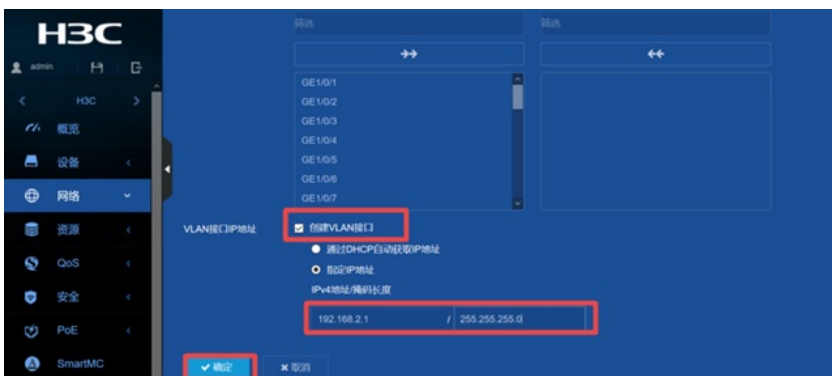 H3C
筛选
筛选
admin
H3C
概览
设备
网络
资源
QoS
安全
PoE
SmartMC
GE1/0/1
GE1/0/2
GE1/0/3
GE1/0/4
GE1/0/5
GE1/0/6
GE1/0/7
VLAN接口IP地址
创建VLAN接口
通过DHCP自动获取IP地址
指定IP地址
IPv4地址/掩码长度
192.168.2.1 / 255.255.255.0
确定
取消